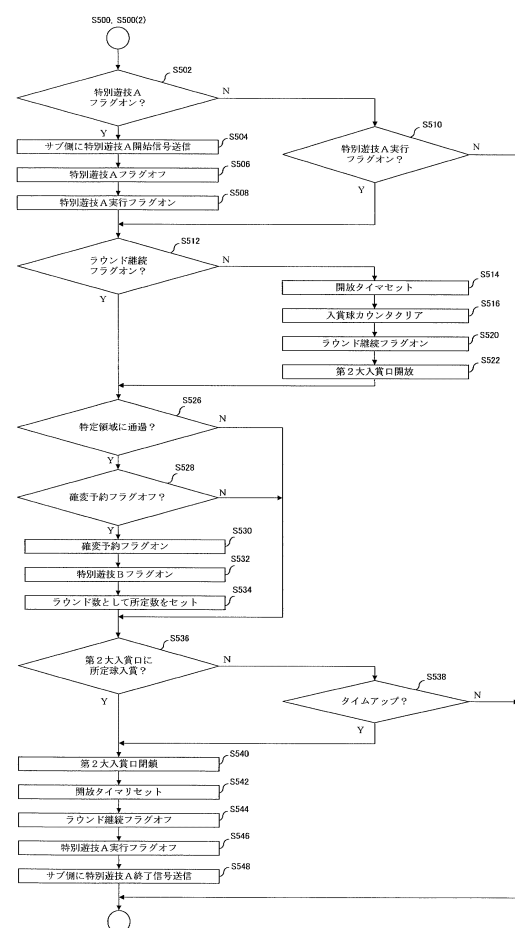 S500, S500(2)
S502
特別遊技A
フラグオン?
N
Y
S504
サブ側に特別遊技A開始信号送信
S506
特別遊技Aフラグオフ
S508
特別遊技A実行フラグオン
S510
特別遊技A実行
フラグオン?
N
Y
S512
ラウンド継続
フラグオン?
N
Y
S514
開放タイマセット
S516
入賞球カウンタクリア
S520
ラウンド継続フラグオン
S522
第2大入賞口開放
S526
特定領域に通過?
N
Y
S528
確変予約フラグオフ?
N
Y
S530
確変予約フラグオン
S532
特別遊技Bフラグオン
S534
ラウンド数として所定数をセット
S536
第2大入賞口に
所定球入賞?
N
Y
S538
タイムアップ?
N
Y
S540
第2大入賞口閉鎖
S542
開放タイマリセット
S544
ラウンド継続フラグオフ
S546
特別遊技A実行フラグオフ
S548
サブ側に特別遊技A終了信号送信